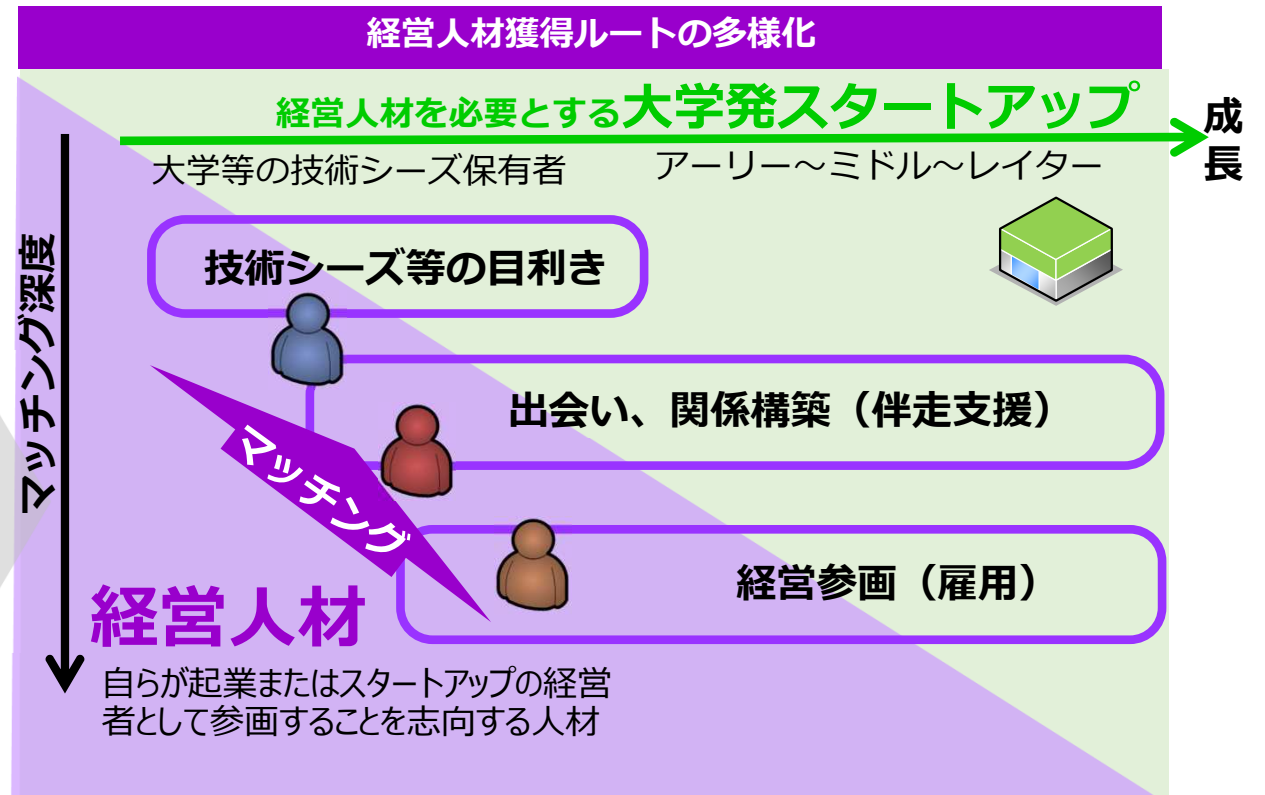 経営人材獲得ルートの多様化
経営人材を必要とする大学発スタートアップ
成長
大学等の技術シーズ保有者
アーリー～ミドル～レイター
マッチング深度
技術シーズ等の目利き
出会い、関係構築（伴走支援）
マッチング
経営参画（雇用）
経営人材
自らが起業またはスタートアップの経営
者として参画することを志向する人材